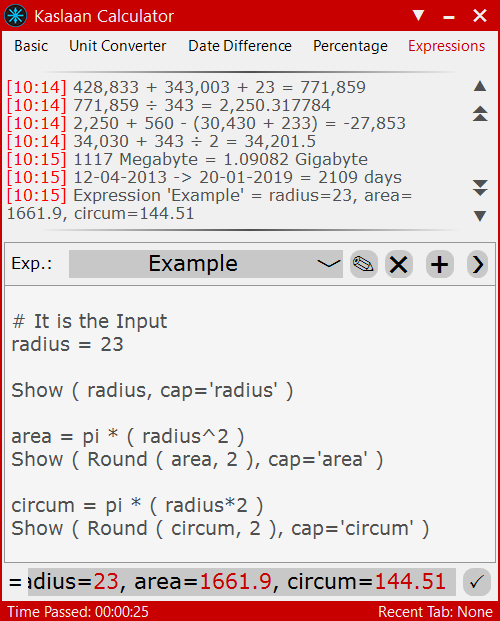 Kaslaan Calculator
Basic Unit Converter Date Difference Percentage Expressions
[10:14] 428,833 + 343,003 + 23 = 771,859
[10:14] 771,859 ÷ 343 = 2,250.317784
[10:14] 2,250 + 560 - (30,430 + 233) = -27,853
[10:14] 34,030 + 343 ÷ 2 = 34,201.5
[10:15] 1117 Megabyte = 1.09082 Gigabyte
[10:15] 12-04-2013 -> 20-01-2019 = 2109 days
[10:15] Expression 'Example' = radius=23, area=
1661.9, circum=144.51
Exp.: Example
# It is the Input
radius = 23
Show ( radius, cap='radius' )
area = pi * ( radius^2 )
Show ( Round ( area, 2 ), cap='area' )
circum = pi * ( radius*2 )
Show ( Round ( circum, 2 ), cap='circum' )
=adius=23, area=1661.9, circum=144.51
Time Passed: 00:00:25 Recent Tab: None